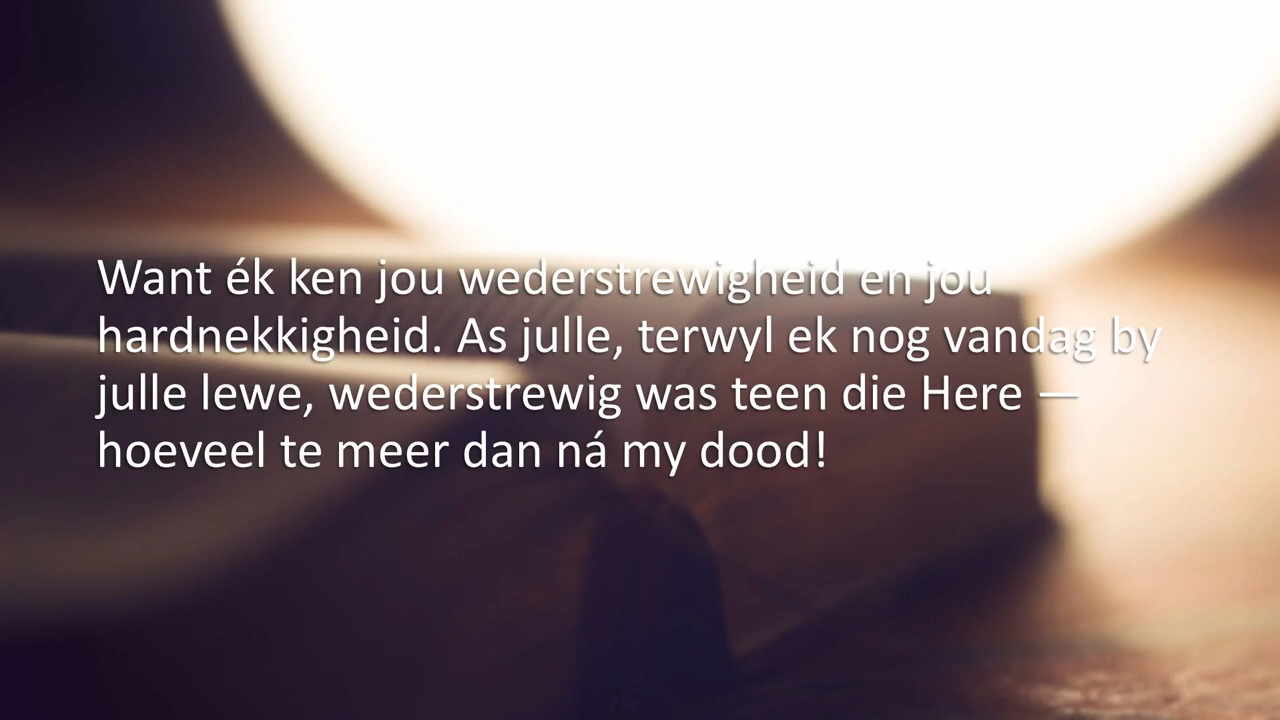 Want ék ken jou wederstrewigheid en jou
hardnekkigheid. As julle, terwyl ek nog vandag by
julle lewe, wederstrewig was teen die Here —
hoeveel te meer dan ná my dood!